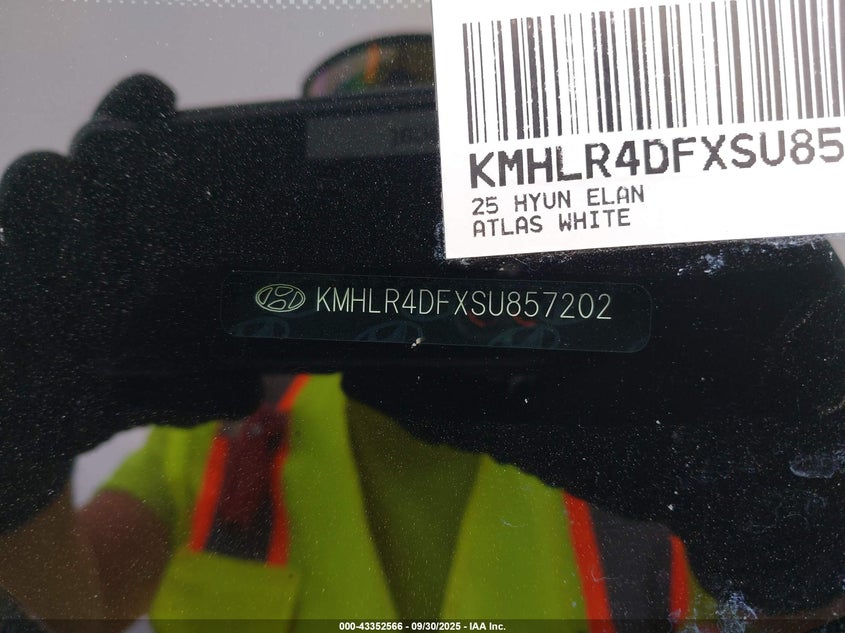 KMHLR4DFXSU85
25 HYUN ELAN
ATLAS WHITE
KMHLR4DFXSU857202
000-43352566 - 09/30/2025 - IAA Inc.